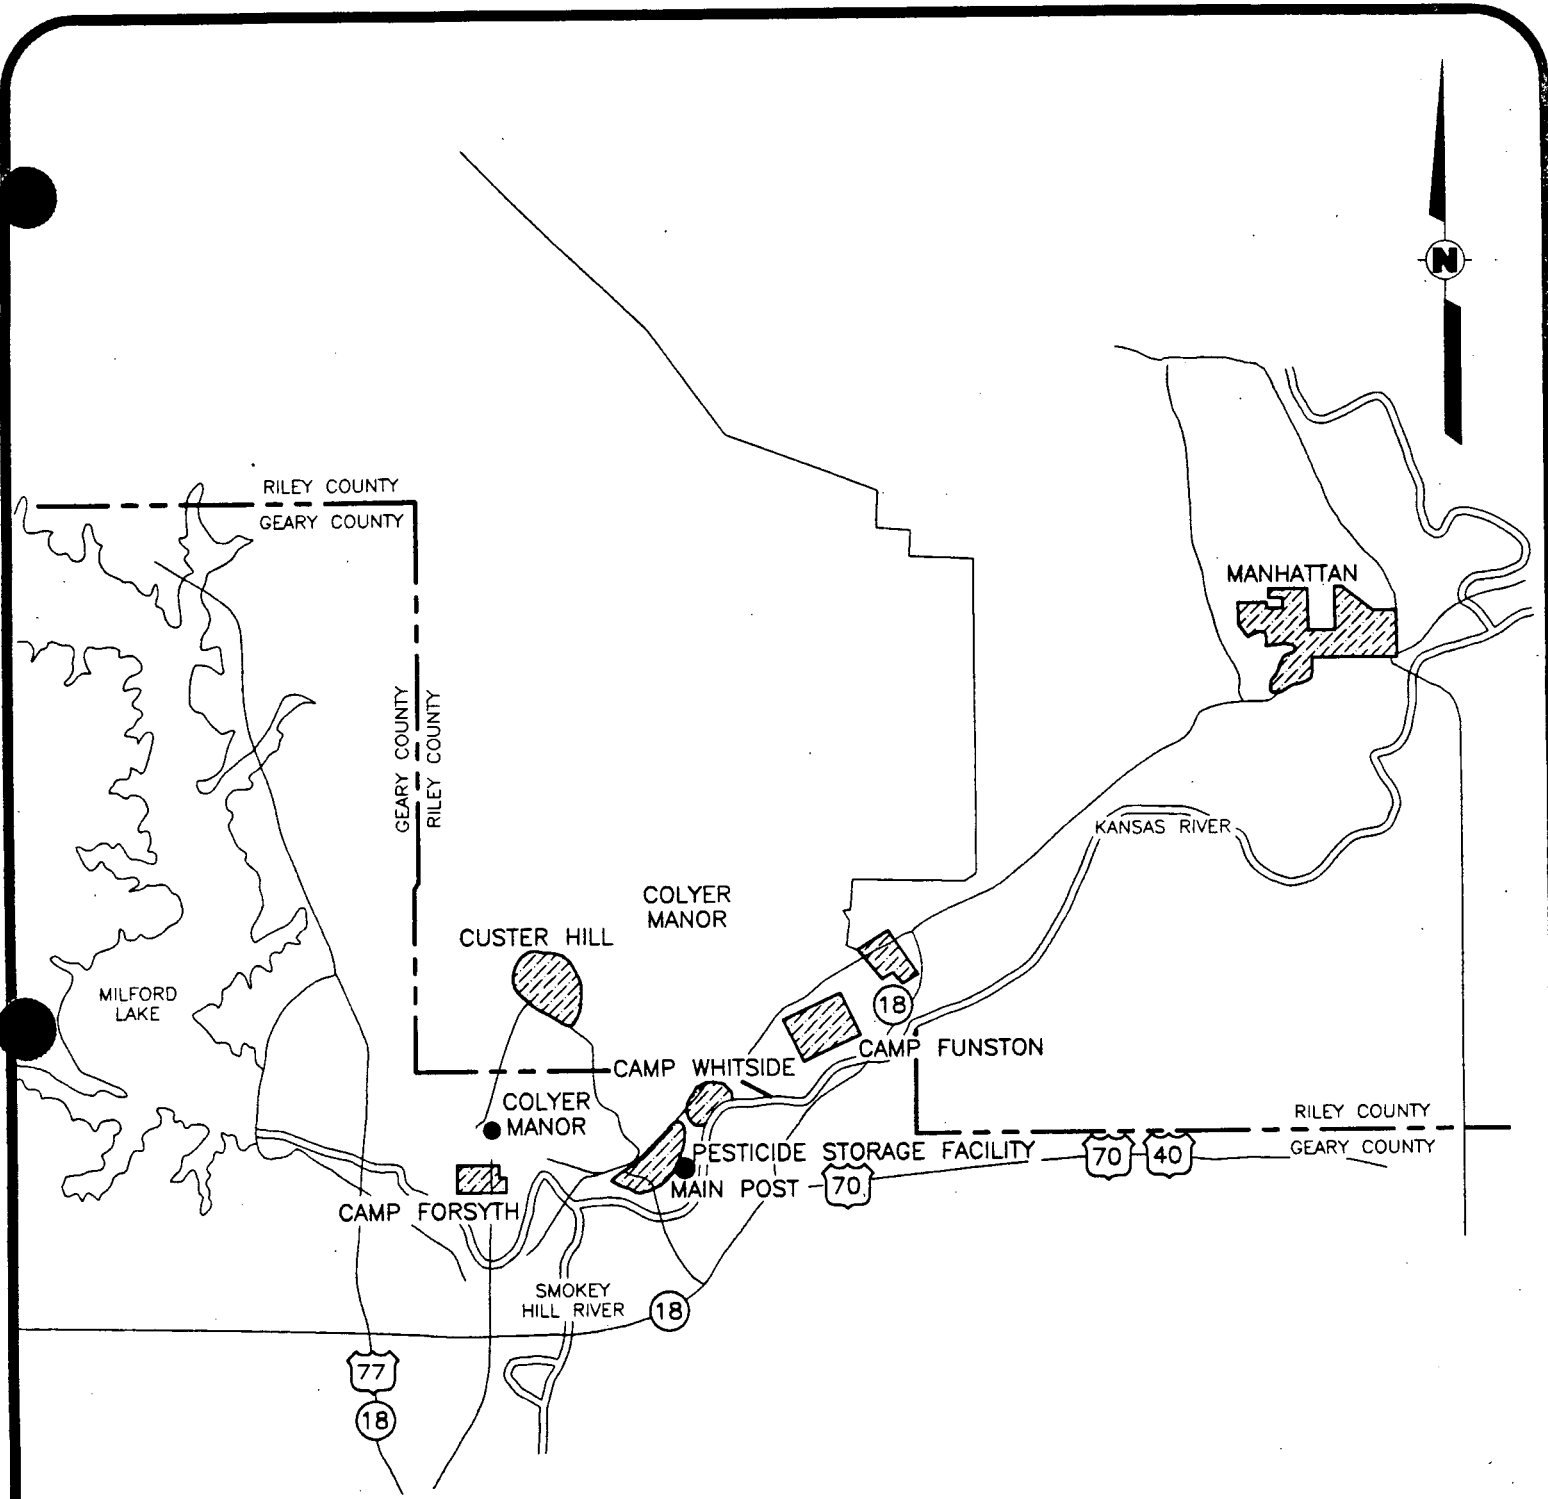 N
RILEY COUNTY
GEARY COUNTY
MANHATTAN
GEARY COUNTY
RILEY COUNTY
KANSAS RIVER
COLYER
MANOR
CUSTER HILL
MILFORD
LAKE
18
CAMP FUNSTON
CAMP WHITSIDE
COLYER
MANOR
RILEY COUNTY
GEARY COUNTY
PESTICIDE STORAGE FACILITY
70
40
MAIN POST
70
CAMP FORSYTH
SMOKEY
HILL RIVER
18
77
18